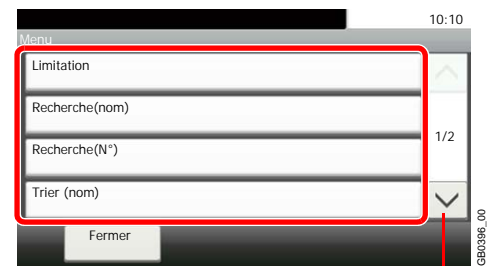 10:10
Menu
Limitation
Recherche(nom)
1/2
Recherche(N°)
Trier (nom)
Fermer
GB0396_00